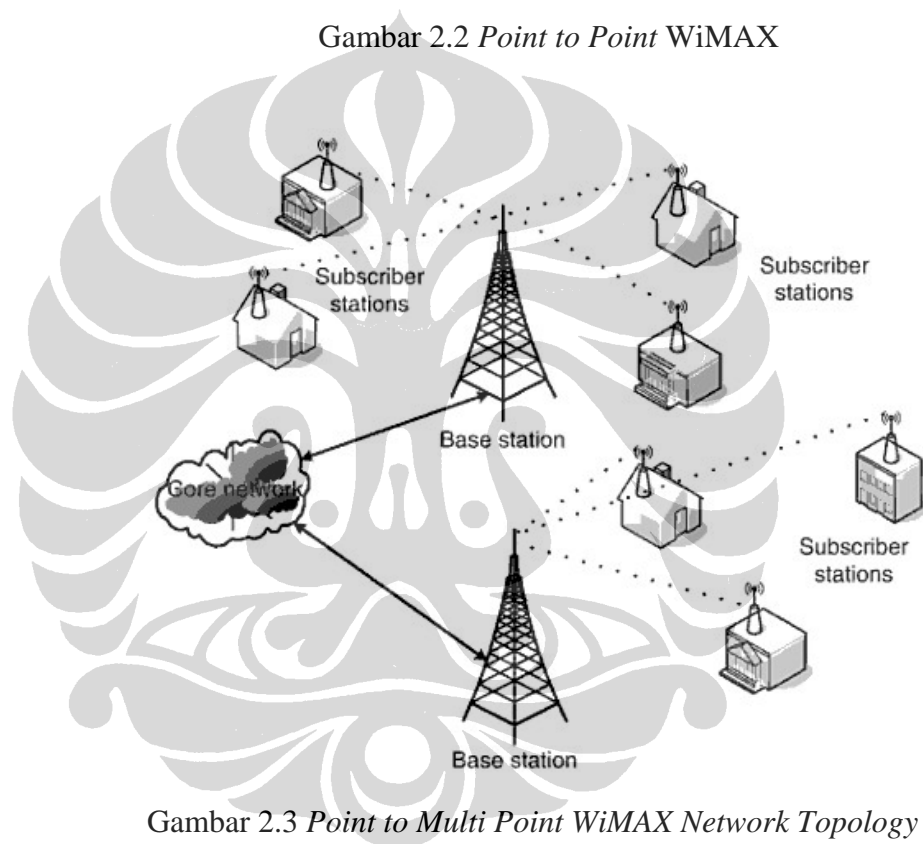 Gambar 2.2 Point to Point WiMAX
Subscriber
stations
Subscriber
stations
Base station
Gore network
Subscriber
stations
Base station
Gambar 2.3 Point to Multi Point WiMAX Network Topology